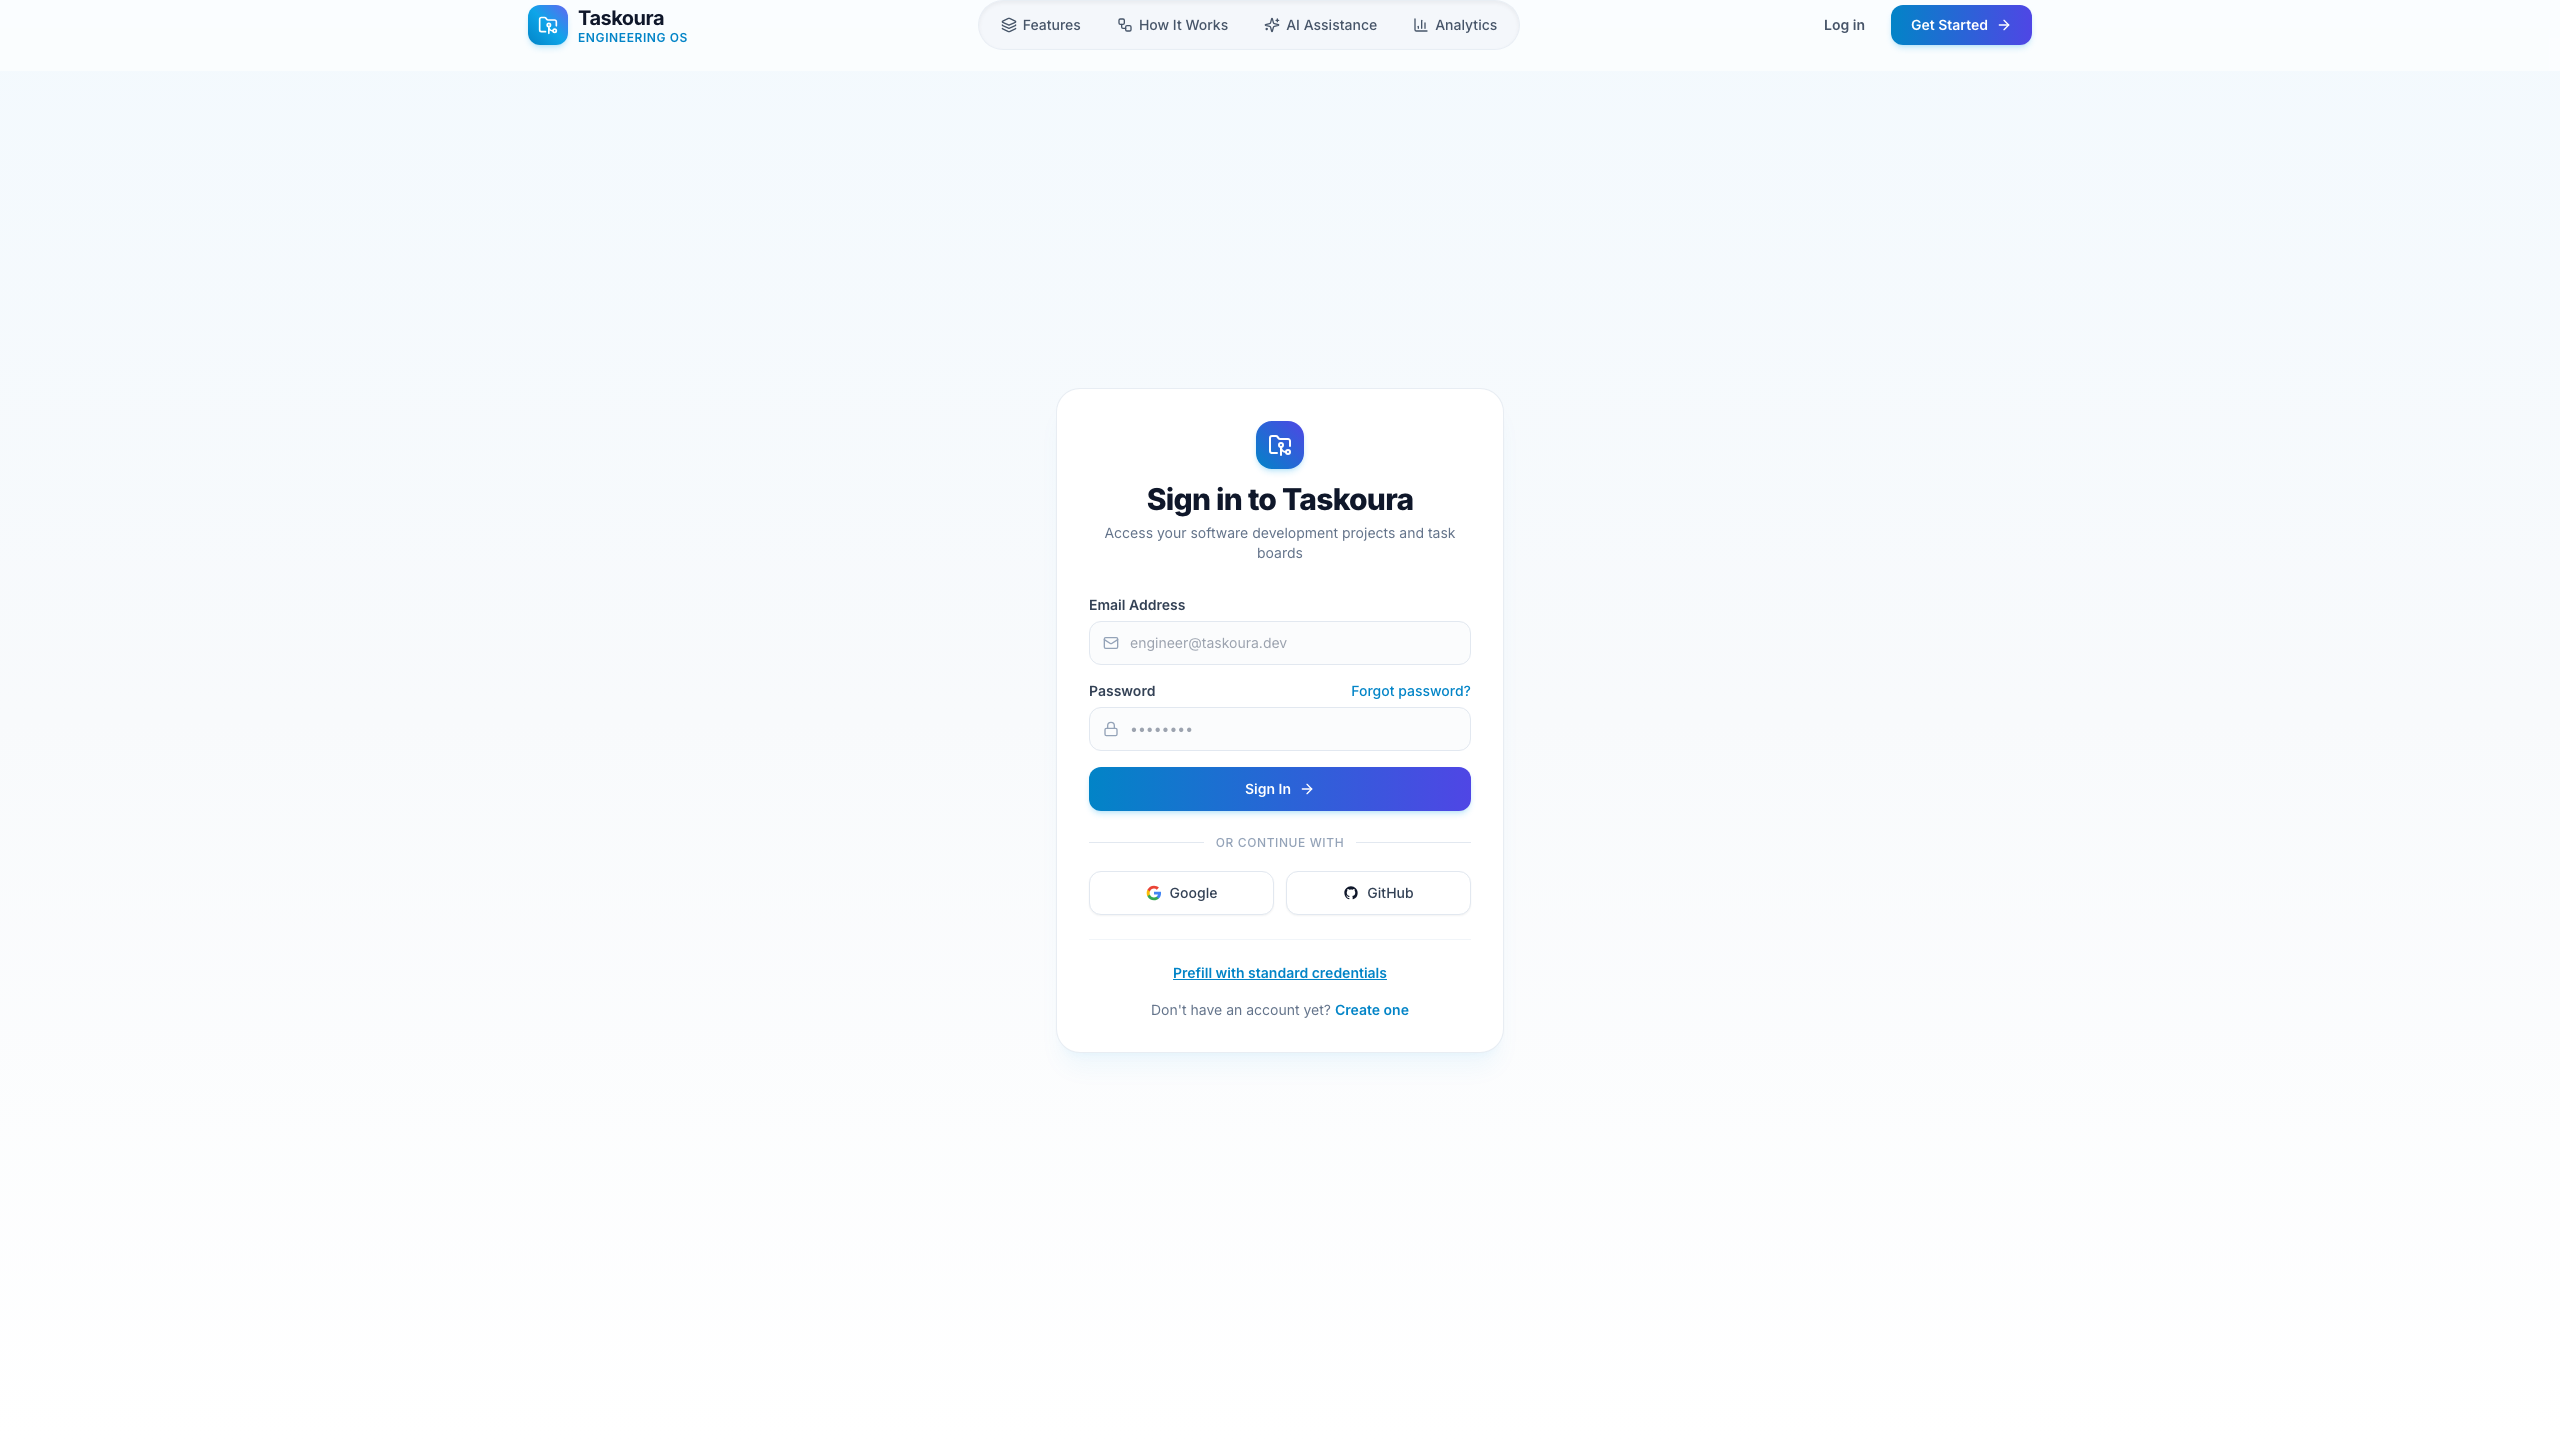 Taskoura
ENGINEERING OS
Features
How It Works
AI Assistance
Analytics
Log in
Get Started
Sign in to Taskoura
Access your software development projects and task
boards
Email Address
engineer@taskoura.dev
Password
Forgot password?
••••••••
Sign In
OR CONTINUE WITH
Google
GitHub
Prefill with standard credentials
Don't have an account yet? Create one